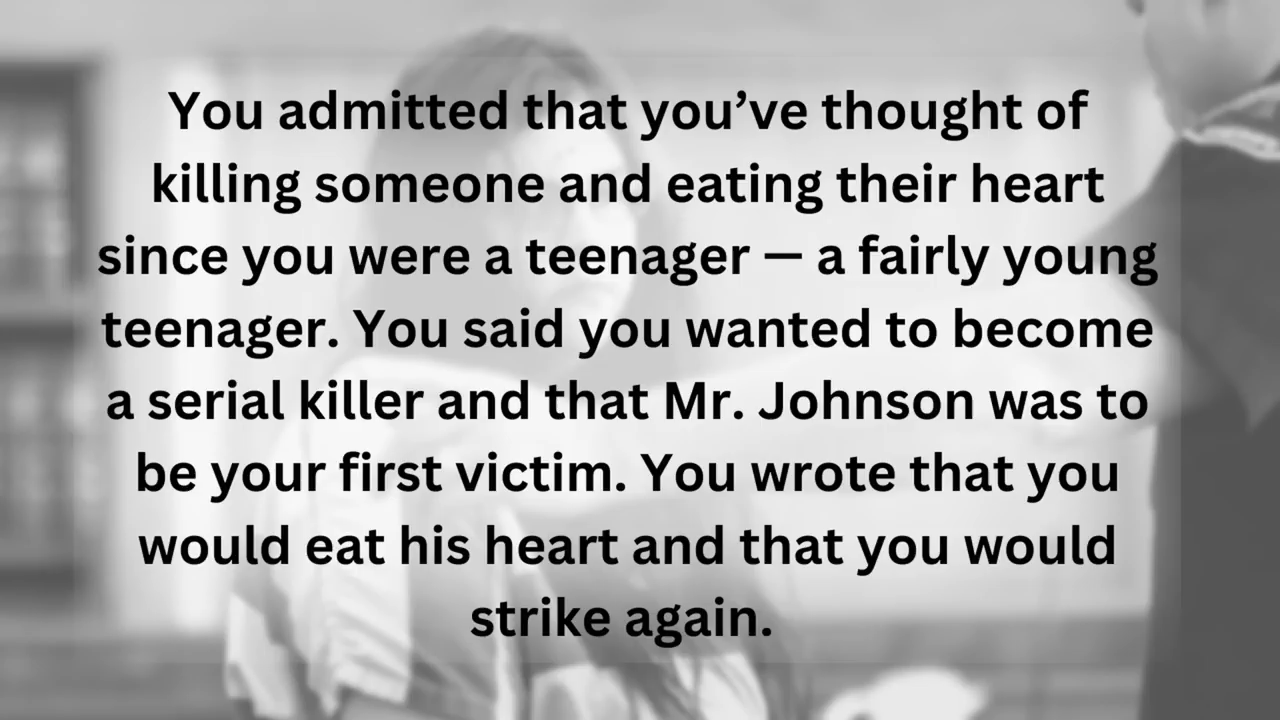 You admitted that you’ve thought of
killing someone and eating their heart
since you were a teenager — a fairly young
teenager. You said you wanted to become
a serial killer and that Mr. Johnson was to
be your first victim. You wrote that you
would eat his heart and that you would
strike again.